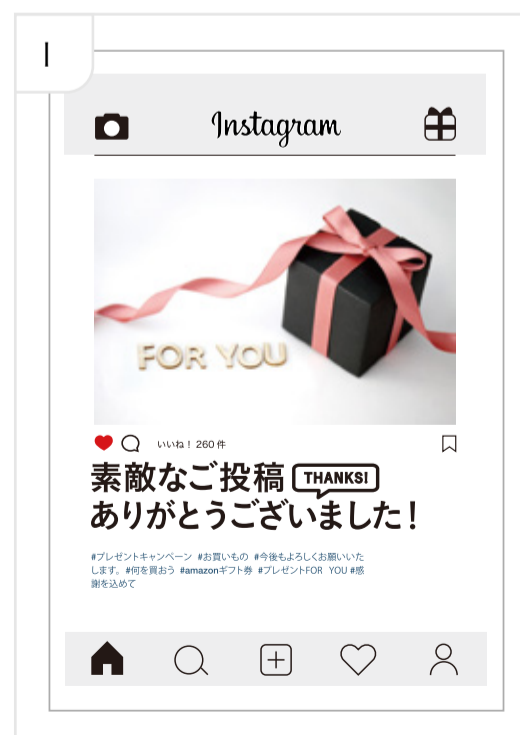 I
Instagram
FOR YOU
いいね！ 260 件
素敵なご投稿 THANKS!
ありがとうございました！
#プレゼントキャンペーン #お買いもの #今後もよろしくお願いいた
します。#何を買おう #amazonギフト券 #プレゼントFOR YOU #感
謝を込めて